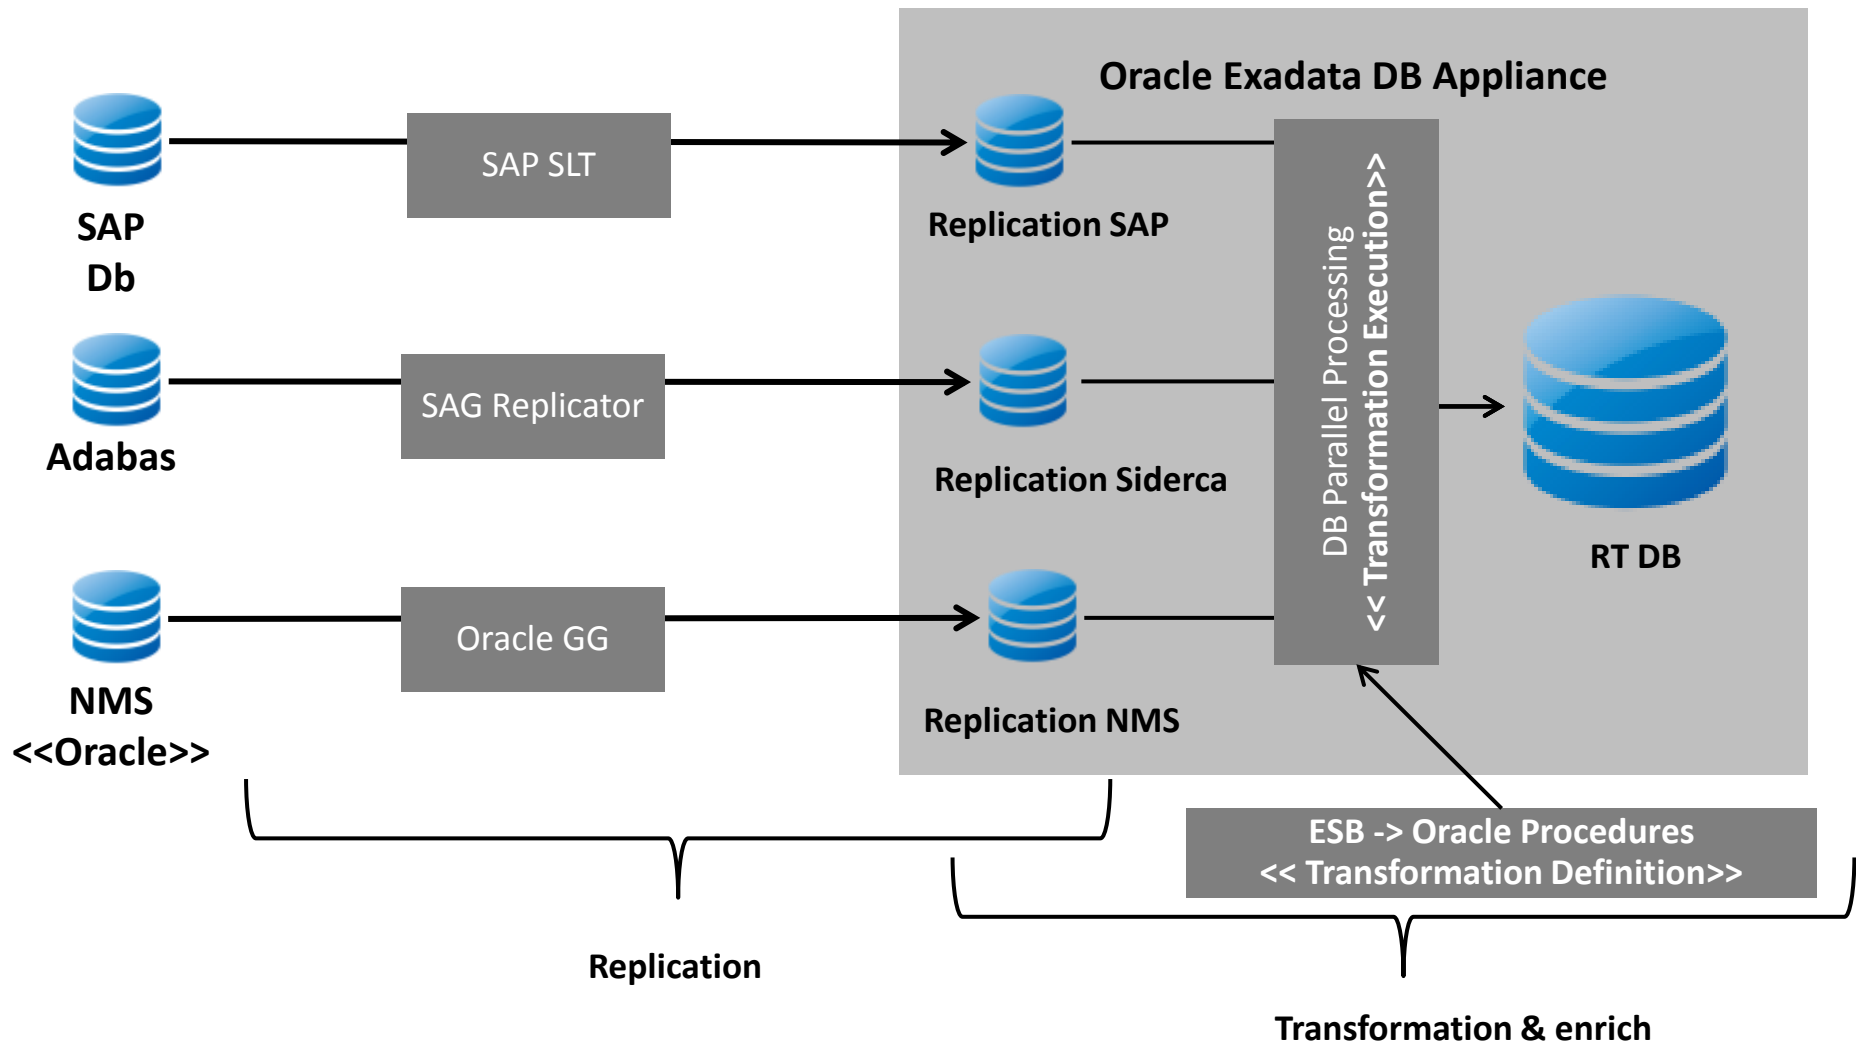 Oracle Exadata DB Appliance
SAP
Db
SAP SLT
Replication SAP
Adabas
SAG Replicator
Replication Siderca
NMS
<<Oracle>>
Oracle GG
Replication NMS
DB Parallel Processing
<< Transformation Execution>>
RT DB
ESB -> Oracle Procedures
<< Transformation Definition>>
Replication
Transformation & enrich